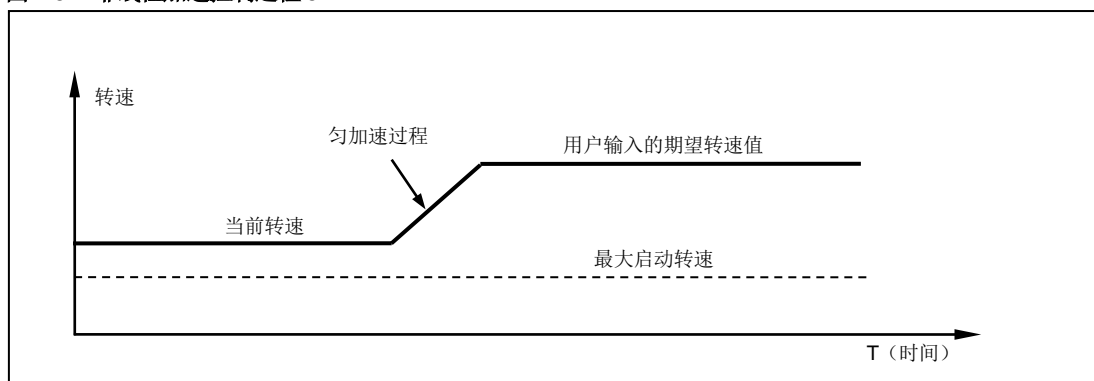 转速
匀加速过程
用户输入的期望转速值
当前转速
最大启动转速
T（时间）